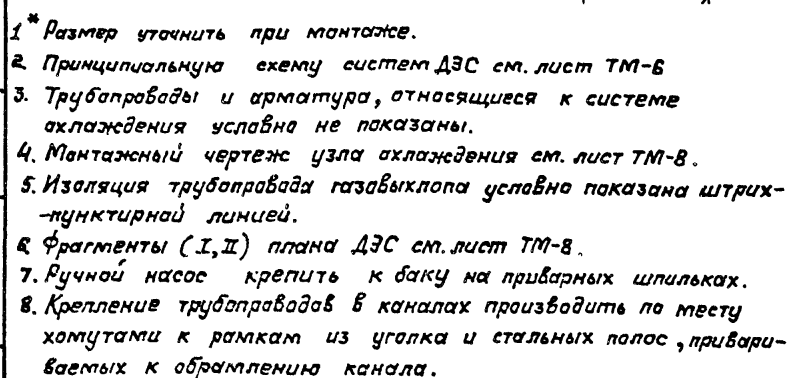 1* Размер уточнить при монтаже.
2 Принципиальную схему систем ДЭС см. лист ТМ-6
3. Трубопроводы и арматура, относящиеся к системе
охлаждения условно не показаны.
4. Монтажный чертеж узла охлаждения см. лист ТМ-8.
5. Изоляция трубопровода газовыхлопа условно показана штрих-
-пунктирной линией.
6 Фрагменты (I, II) плана ДЭС см. лист ТМ-8.
7. Ручной насос крепить к баку на приварных шпильках.
8. Крепление трубопроводов в каналах производить по месту
хомутами к рамкам из уголка и стальных полос, привари-
ваемых к обрамлению канала.